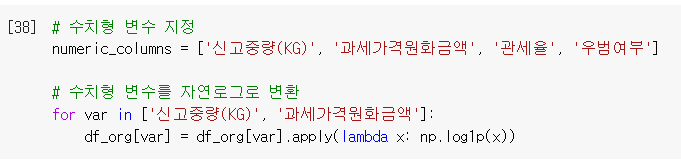 [38] # 수치형 변수 지정
numeric_columns = ['신고중량(KG)', '과세가격원화금액', '관세율', '우범여부']
# 수치형 변수를 자연로그로 변환
for var in ['신고중량(KG)', '과세가격원화금액']:
df_org[var] = df_org[var].apply(lambda x: np.log1p(x))